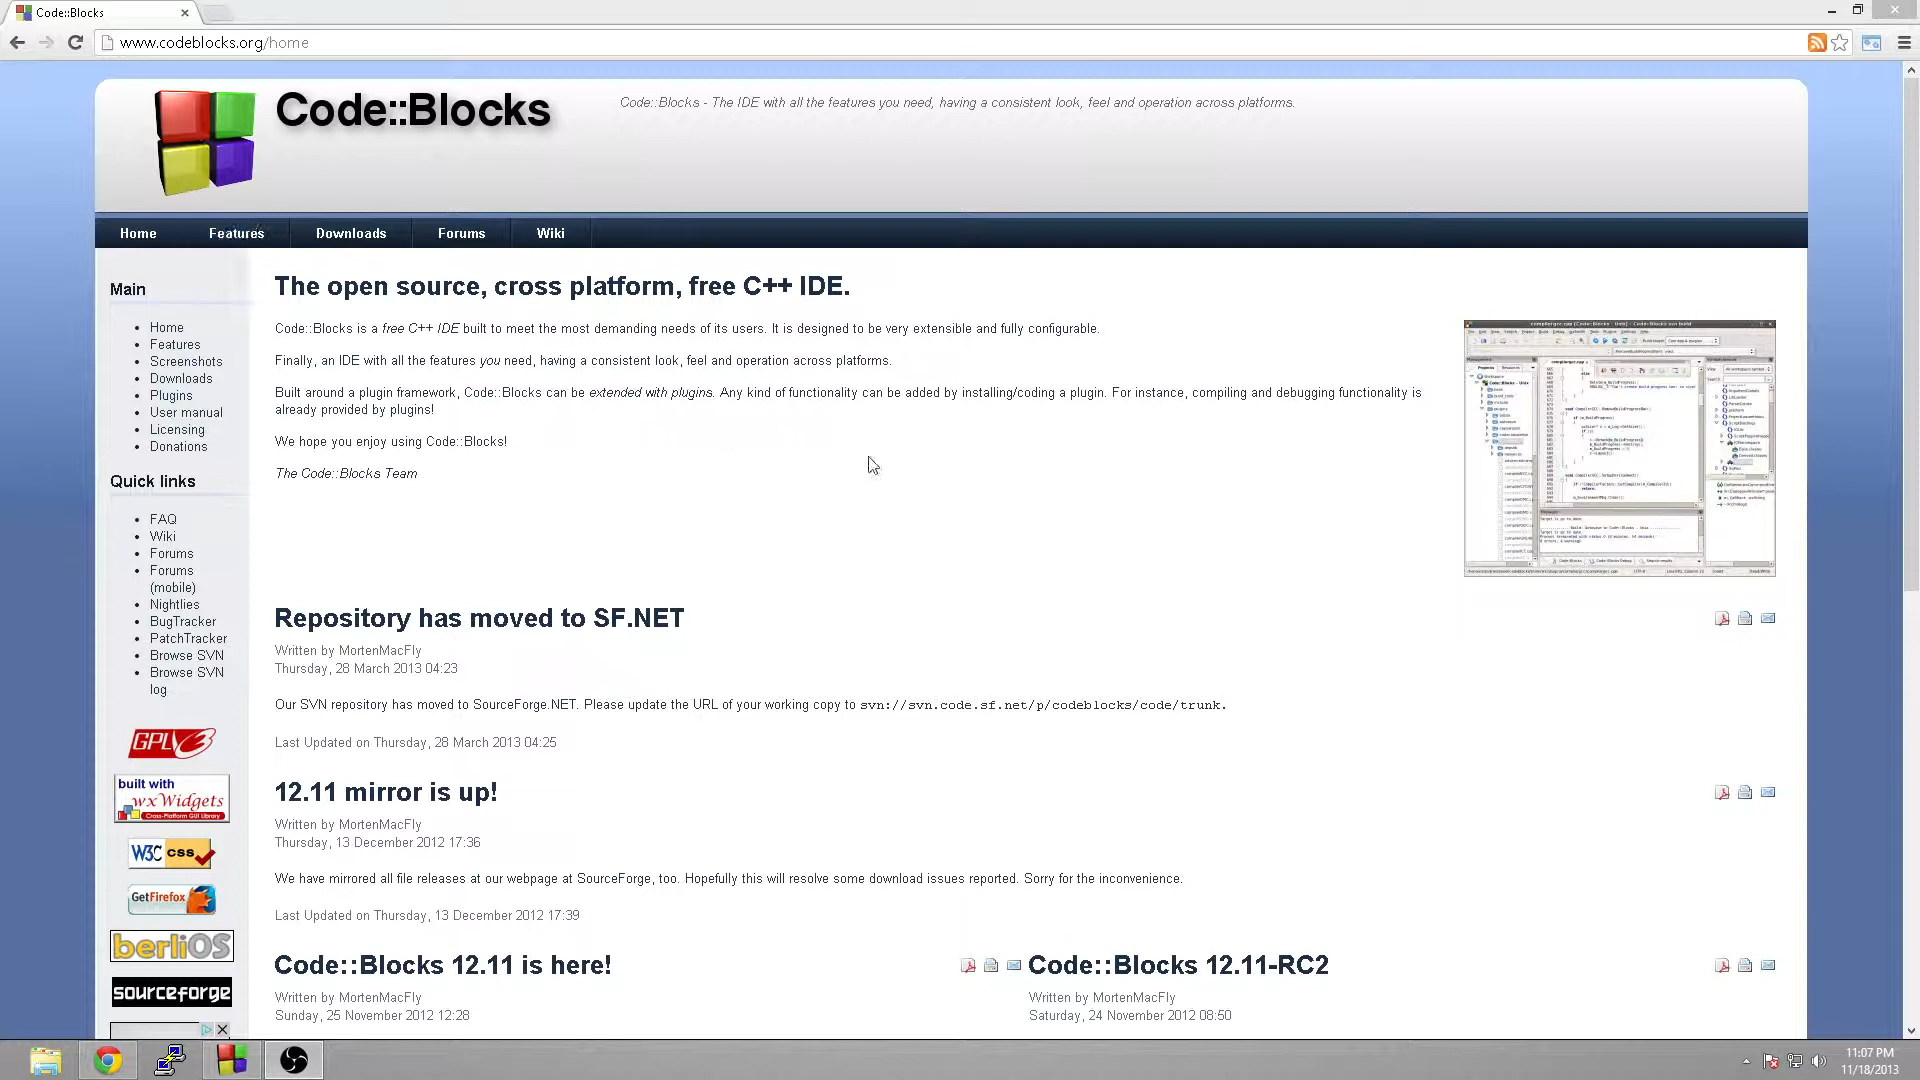 Code::Blocks
www.codeblocks.org/home
Code::Blocks
Code::Blocks - The IDE with all the features you need, having a consistent look, feel and operation across platforms.
Home Features Downloads Forums Wiki
Main
Home
Features
Screenshots
Downloads
Plugins
User manual
Licensing
Donations
Quick links
FAQ
Wiki
Forums
Forums
(mobile)
Nightlies
BugTracker
PatchTracker
Browse SVN
Browse SVN
log
GPLv3
built with
wxWidgets
Cross-Platform GUI Library
W3C css
GetFirefox
berliOS
sourceforge
The open source, cross platform, free C++ IDE.
Code::Blocks is a free C++ IDE built to meet the most demanding needs of its users. It is designed to be very extensible and fully configurable.
Finally, an IDE with all the features you need, having a consistent look, feel and operation across platforms.
Built around a plugin framework, Code::Blocks can be extended with plugins. Any kind of functionality can be added by installing/coding a plugin. For instance, compiling and debugging functionality is
already provided by plugins!
We hope you enjoy using Code::Blocks!
The Code::Blocks Team
Repository has moved to SF.NET
Written by MortenMacFly
Thursday, 28 March 2013 04:23
Our SVN repository has moved to SourceForge.NET. Please update the URL of your working copy to svn://svn.code.sf.net/p/codeblocks/code/trunk.
Last Updated on Thursday, 28 March 2013 04:25
12.11 mirror is up!
Written by MortenMacFly
Thursday, 13 December 2012 17:36
We have mirrored all file releases at our webpage at SourceForge, too. Hopefully this will resolve some download issues reported. Sorry for the inconvenience.
Last Updated on Thursday, 13 December 2012 17:39
Code::Blocks 12.11 is here!
Written by MortenMacFly
Sunday, 25 November 2012 12:28
Code::Blocks 12.11-RC2
Written by MortenMacFly
Saturday, 24 November 2012 08:50
11:07 PM
11/18/2013